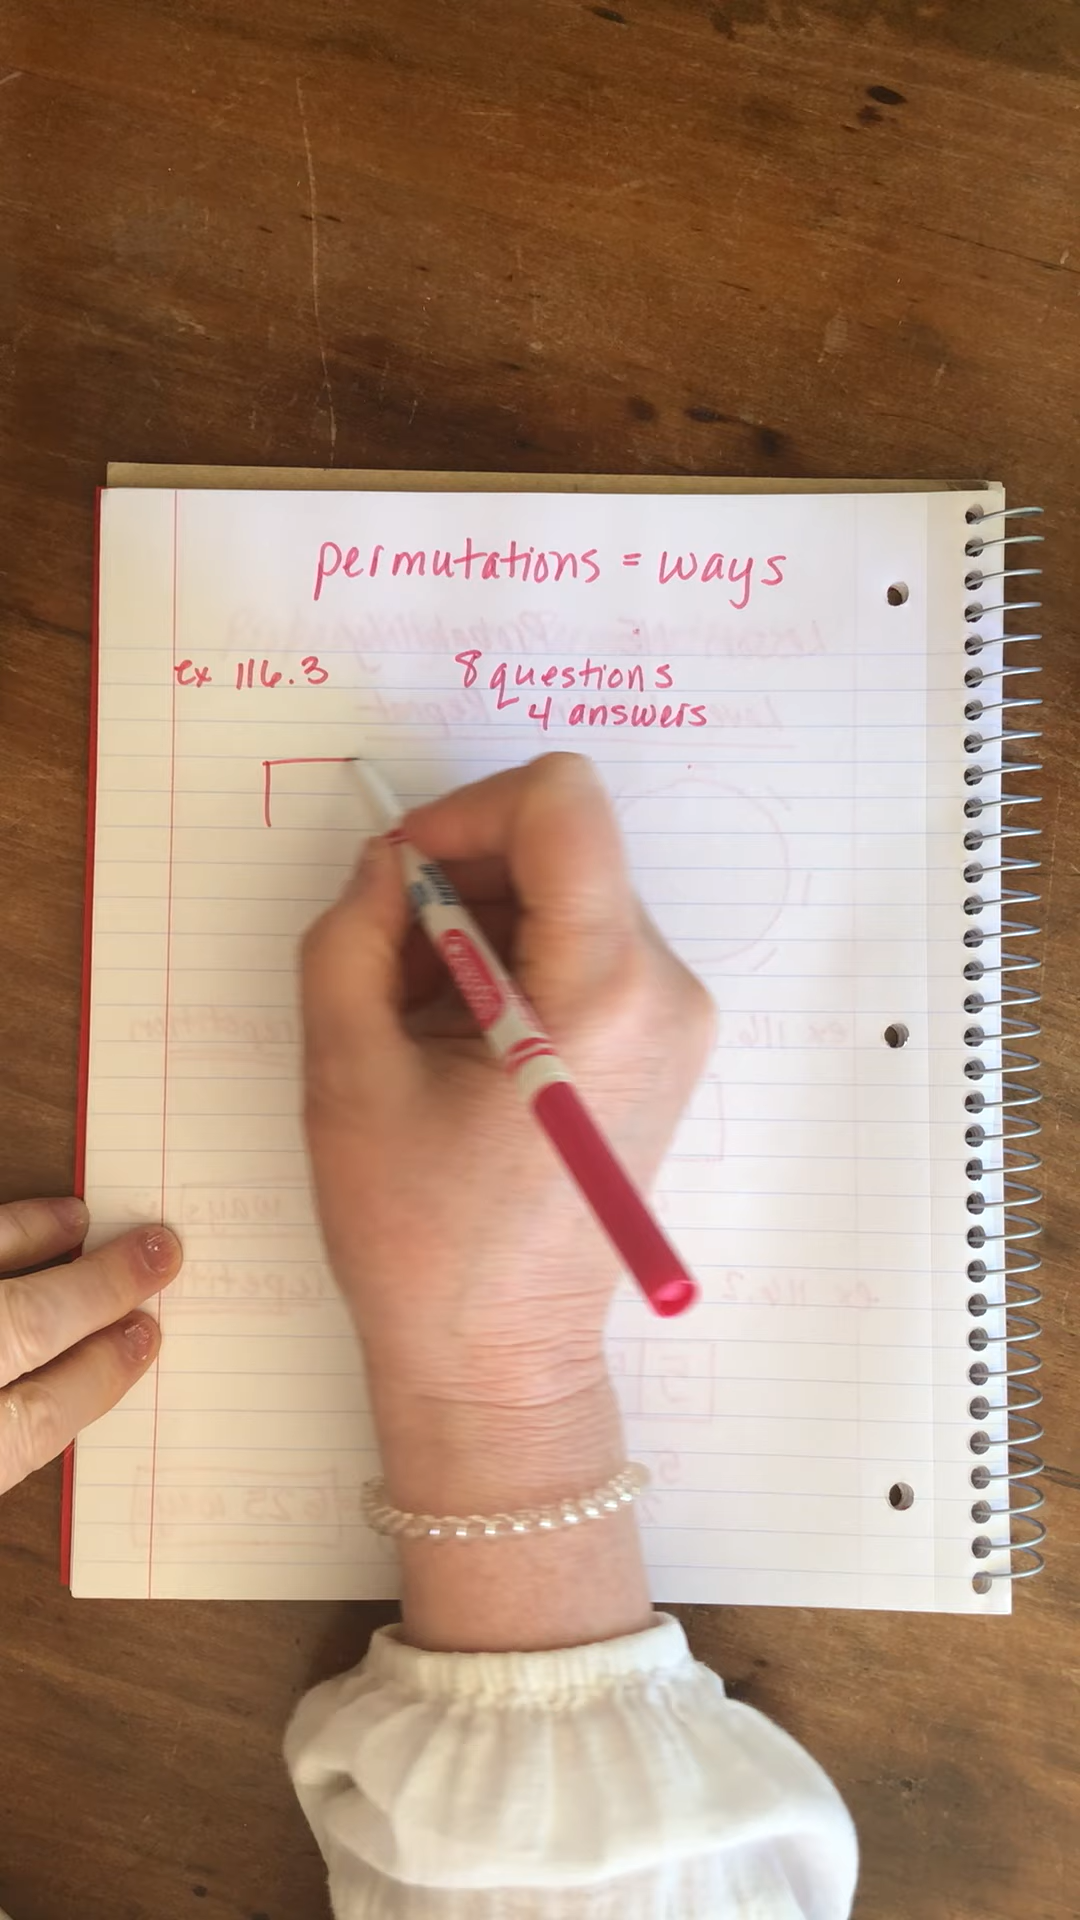 permutations = ways
ex 116.3
8 questions
4 answers